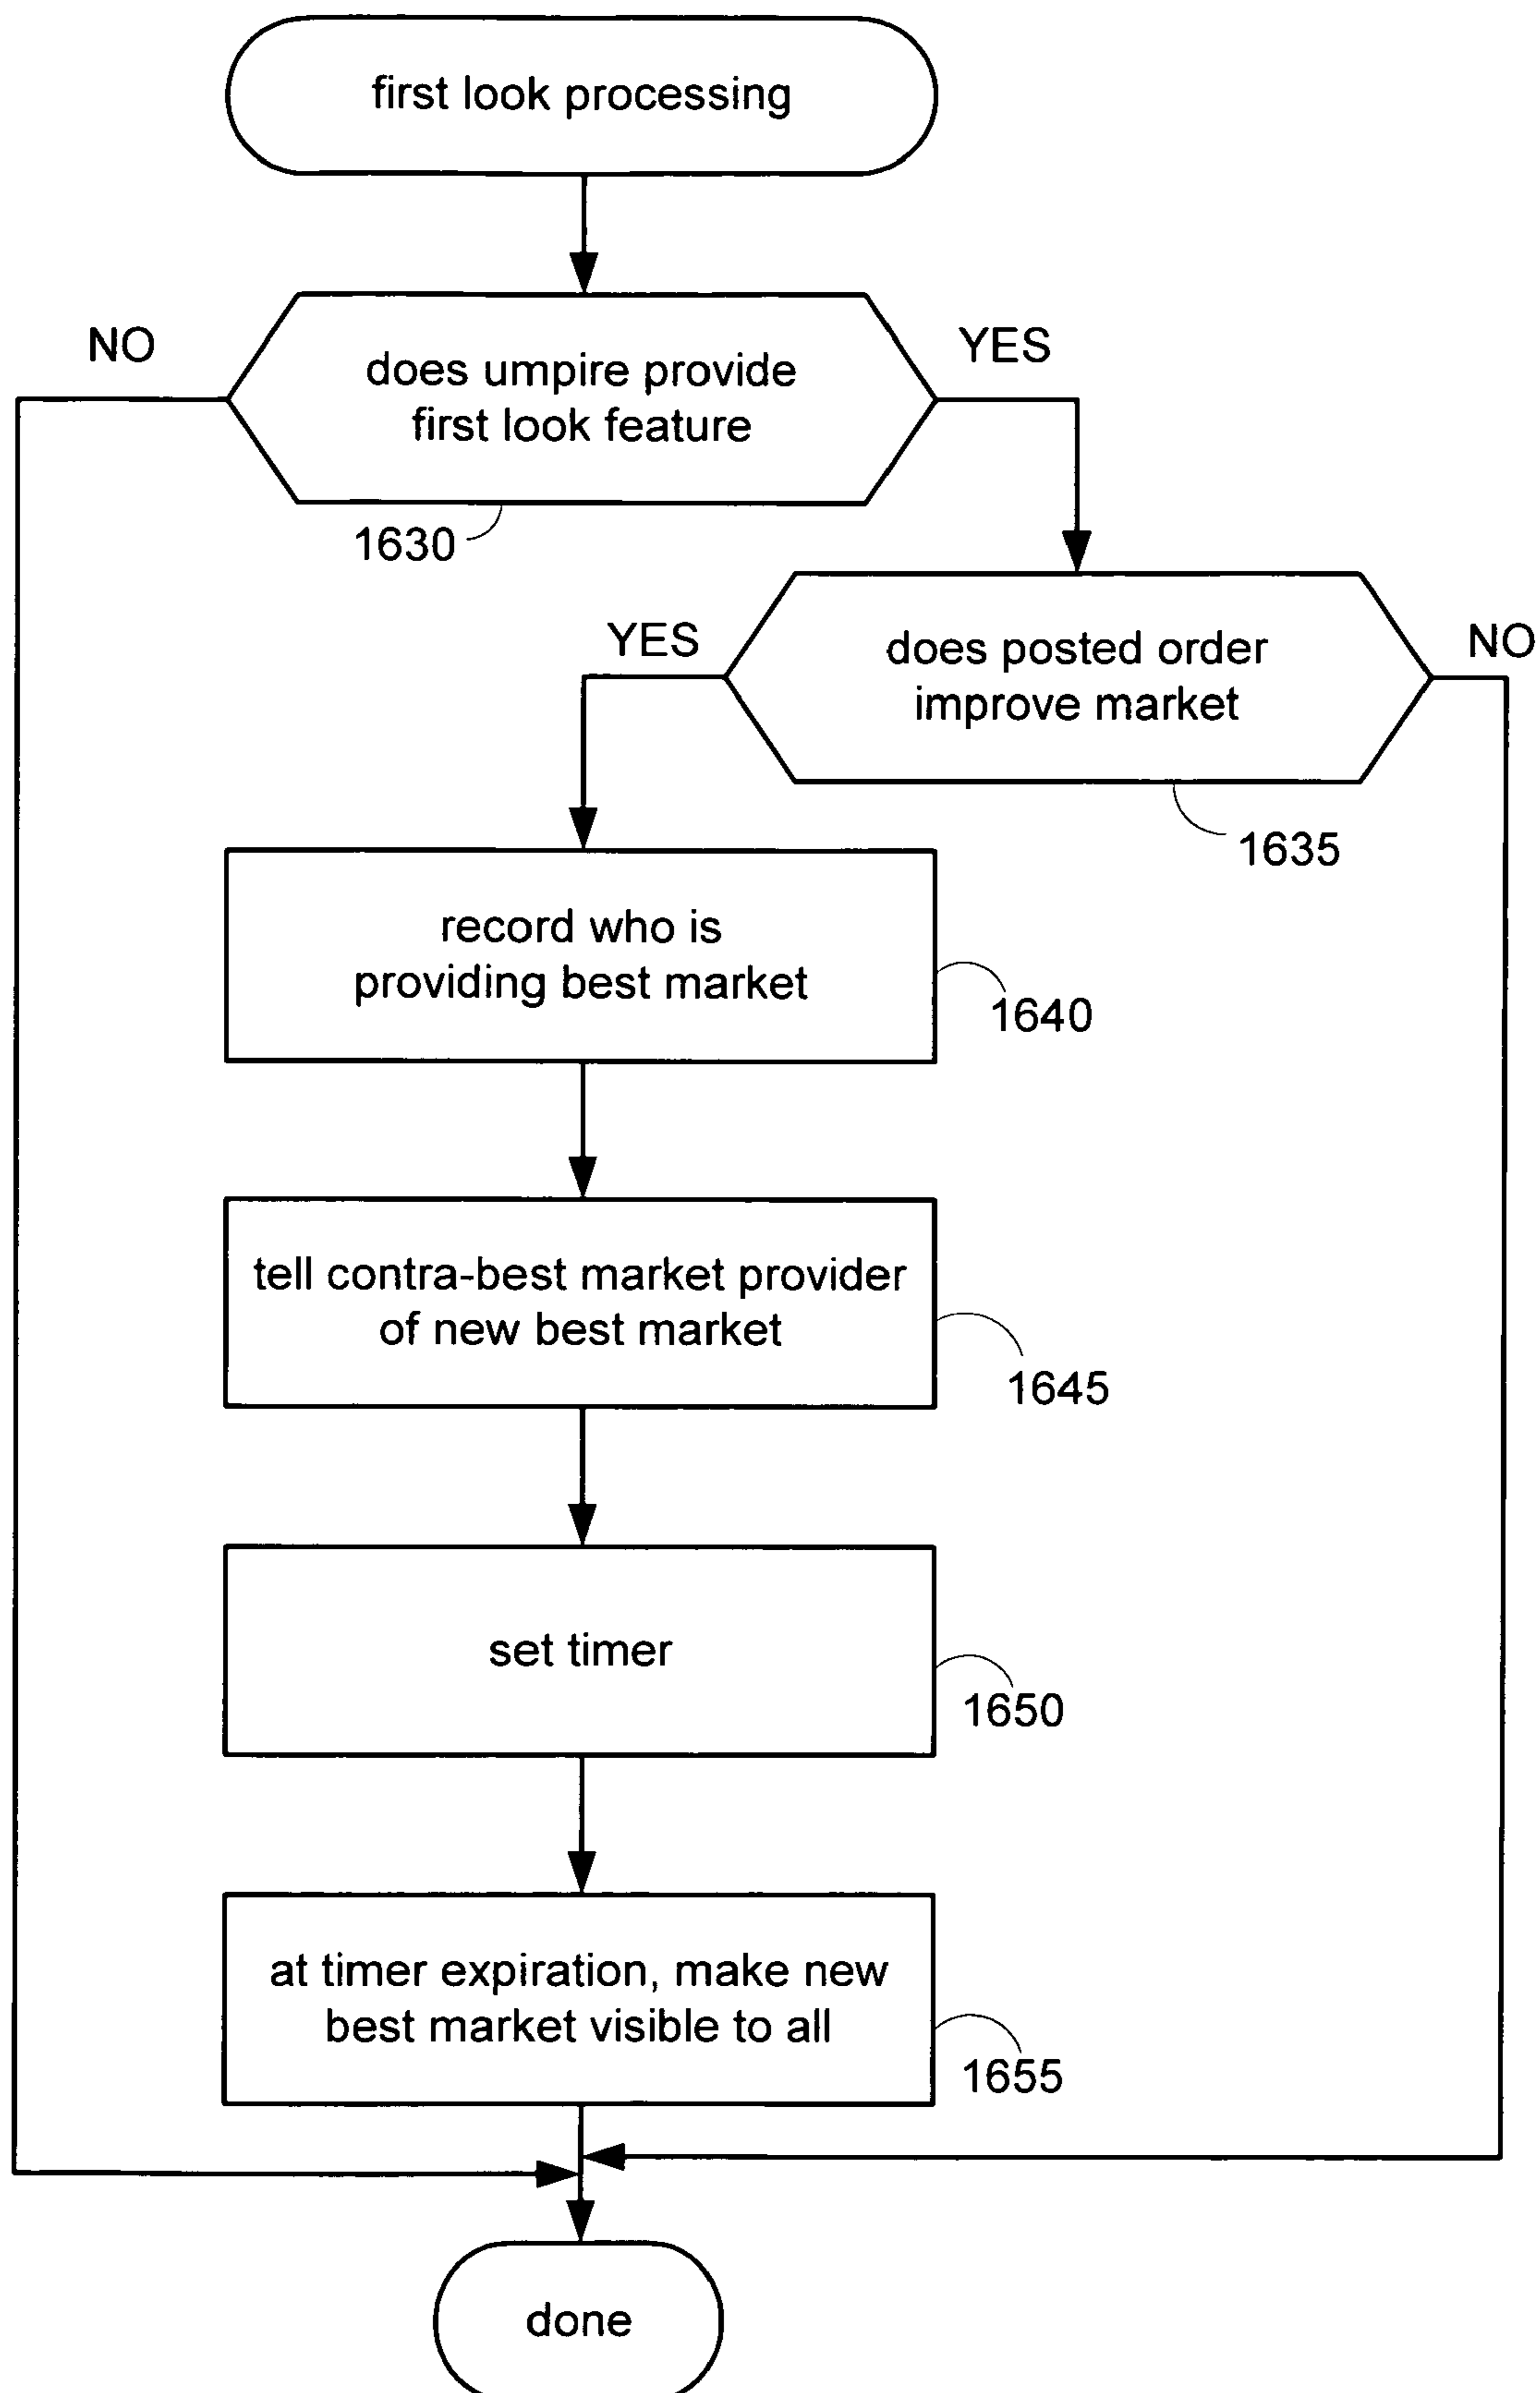 first look processing
NO
YES
does umpire provide
first look feature
1630
YES
NO
does posted order
improve market
1635
record who is
providing best market
1640
tell contra-best market provider
of new best market
1645
set timer
1650
at timer expiration, make new
best market visible to all
1655
done